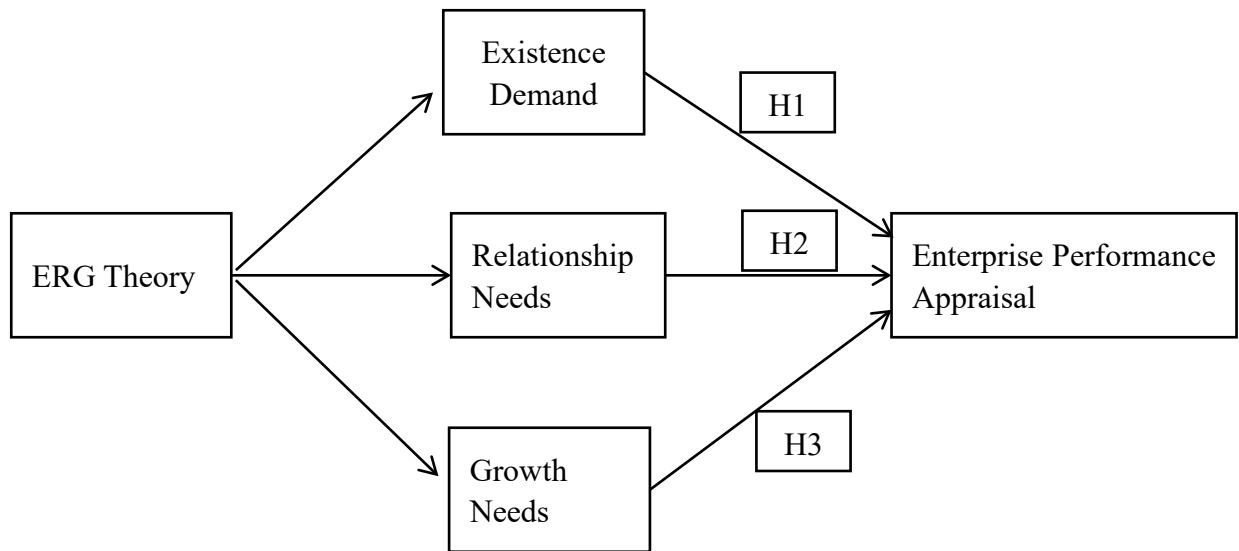 Existence
Demand
H1
ERG Theory
Relationship
Needs
H2
Enterprise Performance
Appraisal
Growth
Needs
H3